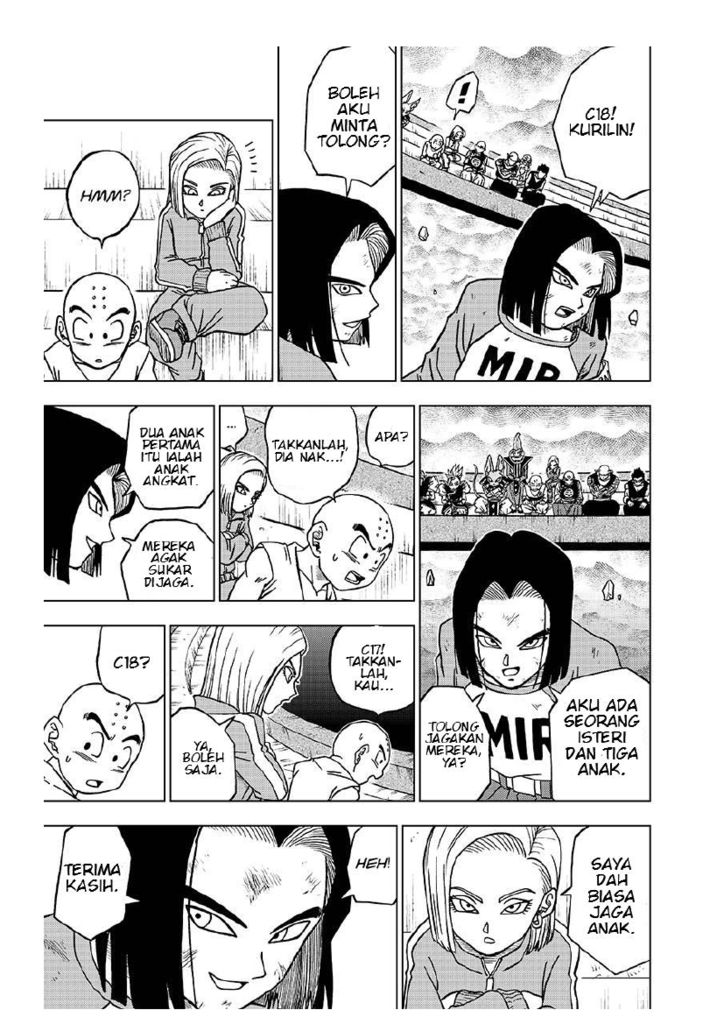 C18!
KURILIN!
!
BOLEH
AKU
MINTA
TOLONG?
HMM?
MIR
AKU ADA
SEORANG
ISTERI
DAN TIGA
ANAK.
TOLONG
JAGAKAN
MEREKA,
YA?
MIR
APA?
TAKKANLAH,
DIA NAK...!
...
DUA ANAK
PERTAMA
ITU IALAH
ANAK
ANGKAT.
MEREKA
AGAK
SUKAR
DIJAGA.
C17!
TAKKAN-
LAH,
KAU...
YA,
BOLEH
SAJA.
C18?
SAYA
DAH
BIASA
JAGA
ANAK.
HEH!
TERIMA
KASIH.